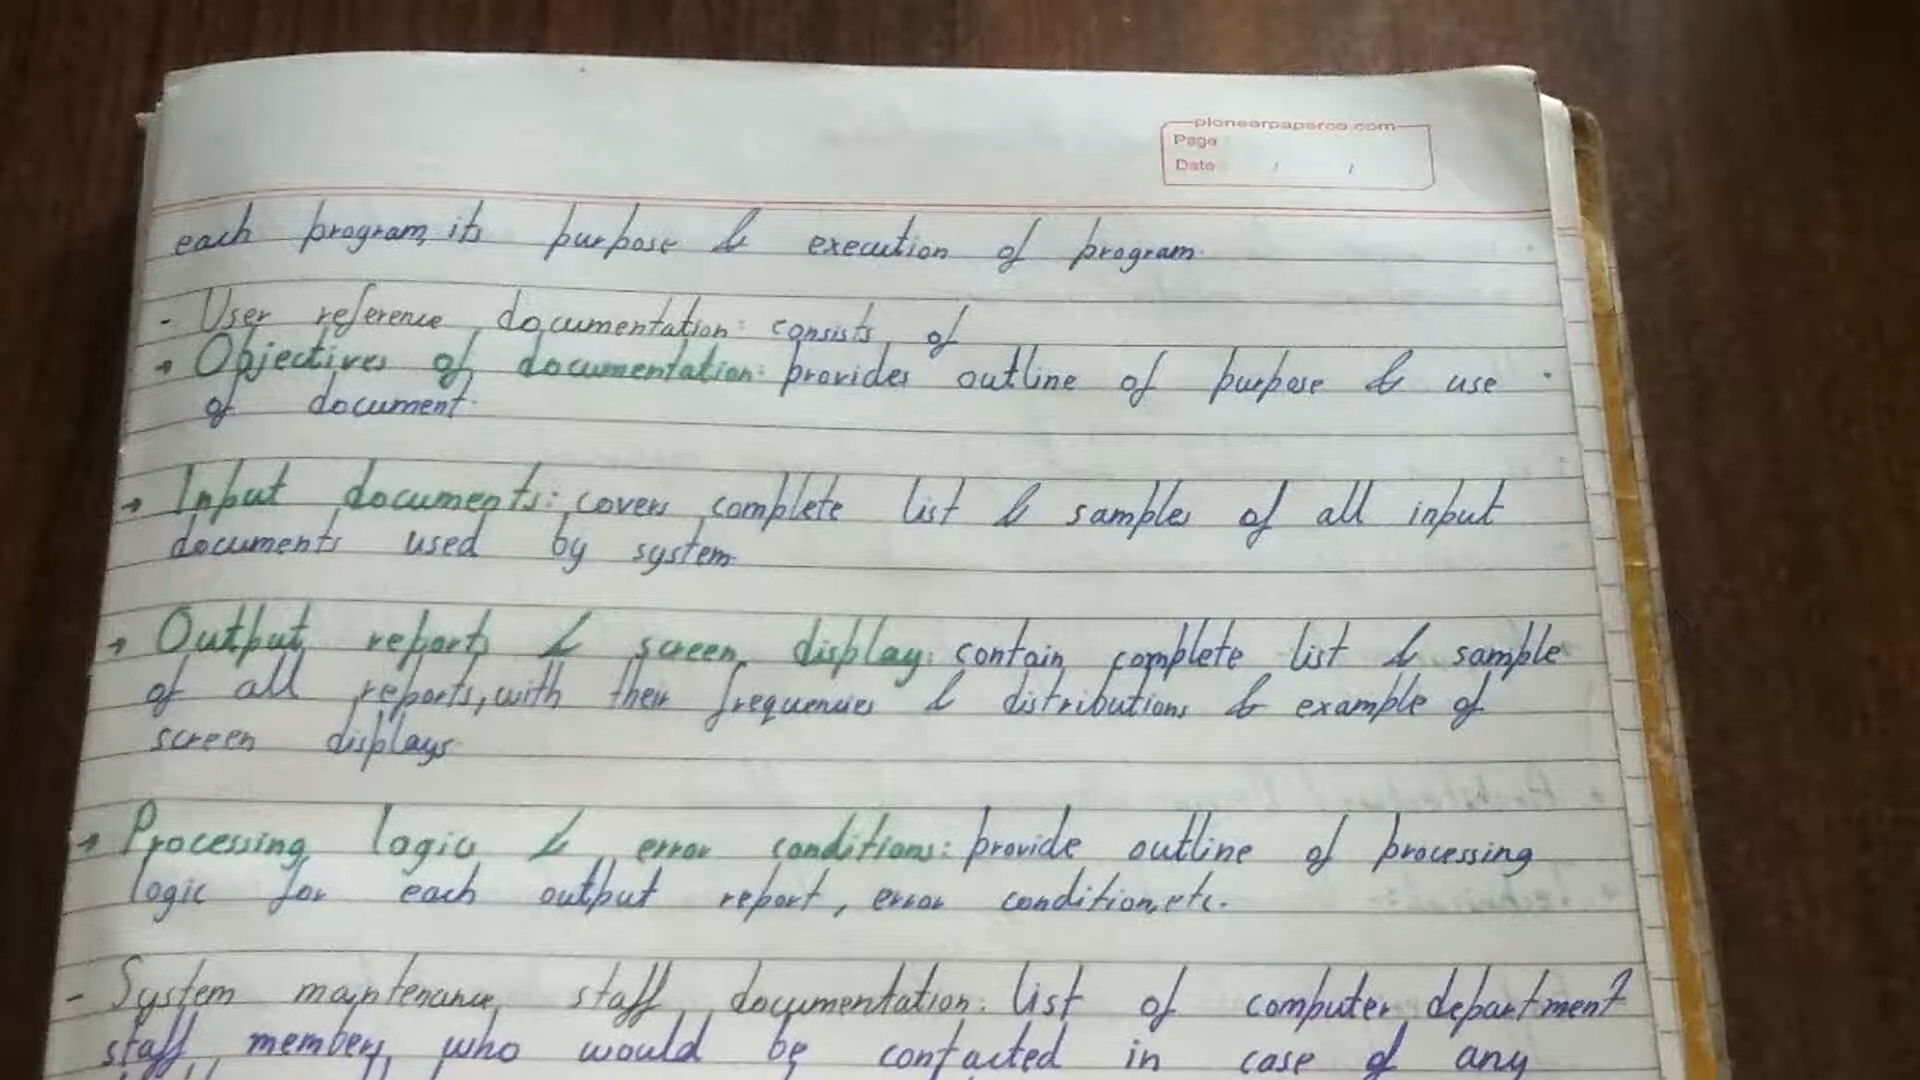 pioneerpaperco.com
Page
Date / /
each program, its purpose & execution of program.
- User reference documentation: consists of
→ Objectives of documentation: provides outline of purpose & use
of document.
→ Input documents: covers complete list & samples of all input
documents used by system.
→ Output reports & screen display: contain complete list & sample
of all reports, with their frequencies & distributions & example of
screen displays
→ Processing logic & error conditions: provide outline of processing
logic for each output report, error condition, etc.
- System maintenance staff documentation: list of computer department
staff members who would be contacted in case of any